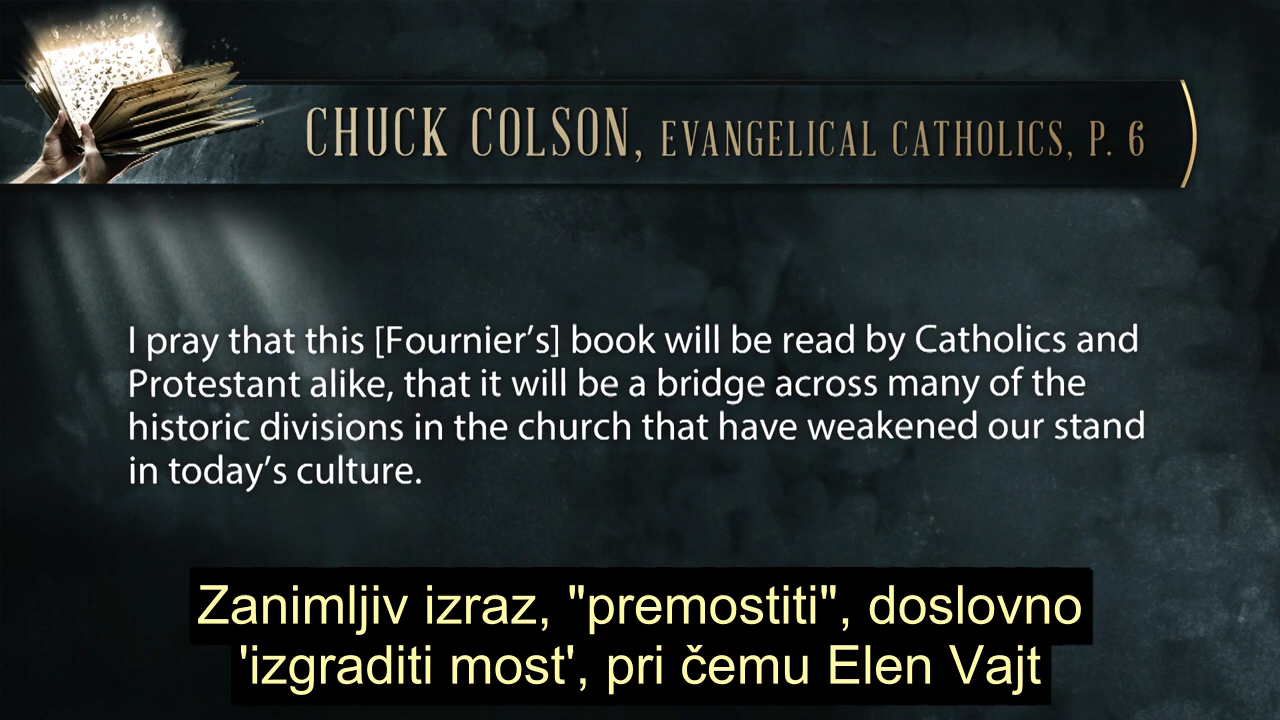 CHUCK COLSON, EVANGELICAL CATHOLICS, P. 6
I pray that this [Fournier’s] book will be read by Catholics and
Protestant alike, that it will be a bridge across many of the
historic divisions in the church that have weakened our stand
in today’s culture.
Zanimljiv izraz, "premostiti", doslovno
'izgraditi most', pri čemu Elen Vajt